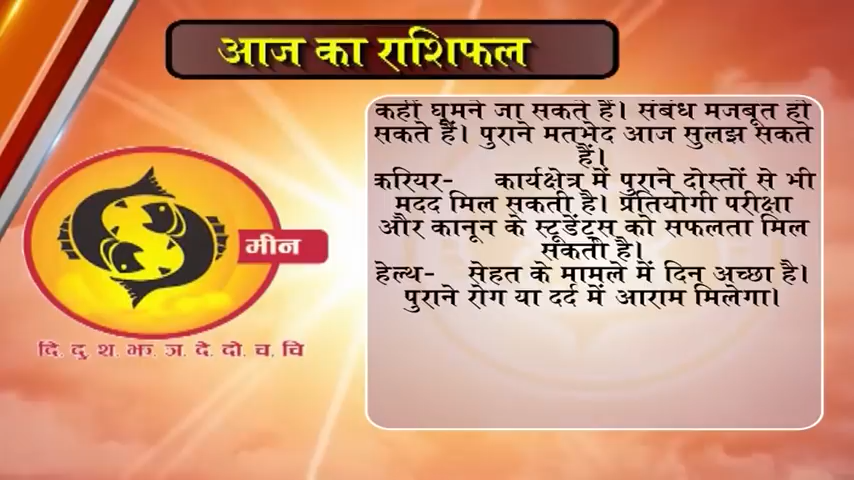 आज का राशिफल
कहीं घूमने जा सकते हैं। संबंध मजबूत हो
सकते हैं। पुराने मतभेद आज सुलझ सकते
हैं।
करियर- कार्यक्षेत्र में पुराने दोस्तों से भी
मदद मिल सकती है। प्रतियोगी परीक्षा
और कानून के स्टूडेंट्स को सफलता मिल
सकती है।
हेल्थ- सेहत के मामले में दिन अच्छा है।
पुराने रोग या दर्द में आराम मिलेगा।
मीन
दि. दु. श. झ. ञ. दे. दो. च. चि